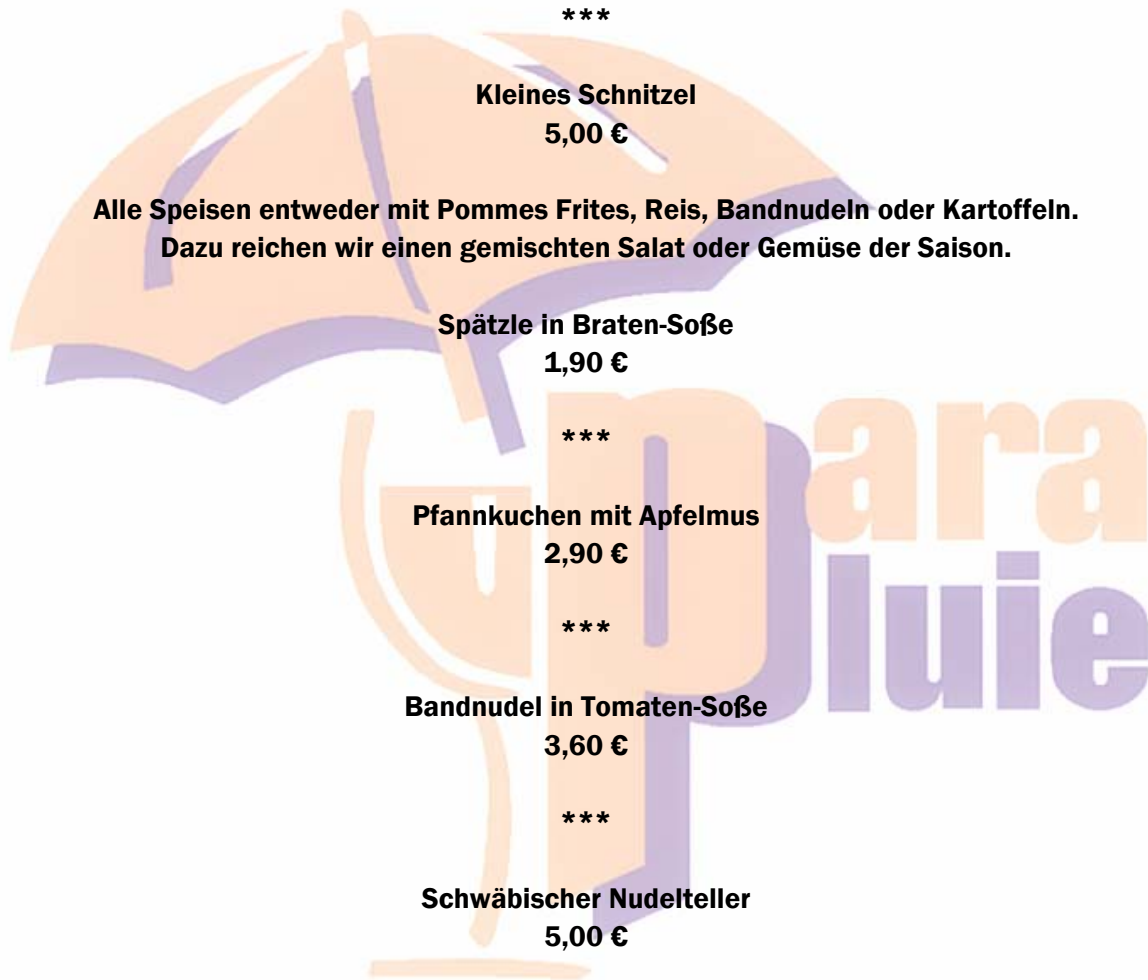 ***
Kleines Schnitzel
5,00 €
Alle Speisen entweder mit Pommes Frites, Reis, Bandnudeln oder Kartoffeln.
Dazu reichen wir einen gemischten Salat oder Gemüse der Saison.
Spätzle in Braten-Soße
1,90 €
***
Pfannkuchen mit Apfelmus
2,90 €
***
Bandnudel in Tomaten-Soße
3,60 €
***
Schwäbischer Nudelteller
5,00 €
para
pluie